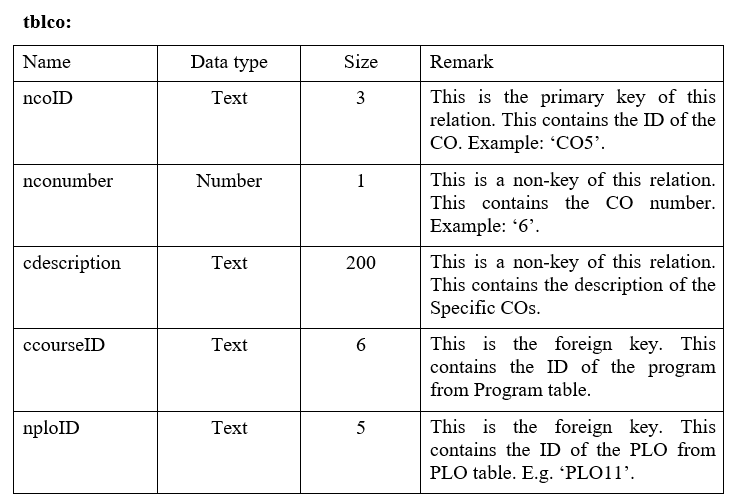 tblco:
Name Data type Size Remark
ncoID Text 3 This is the primary key of this
relation. This contains the ID of the
CO. Example: ‘CO5’.
nconumber Number 1 This is a non-key of this relation.
This contains the CO number.
Example: ‘6’.
cdescription Text 200 This is a non-key of this relation.
This contains the description of the
Specific COs.
ccourseID Text 6 This is the foreign key. This
contains the ID of the program
from Program table.
nploID Text 5 This is the foreign key. This
contains the ID of the PLO from
PLO table. E.g. ‘PLO11’.